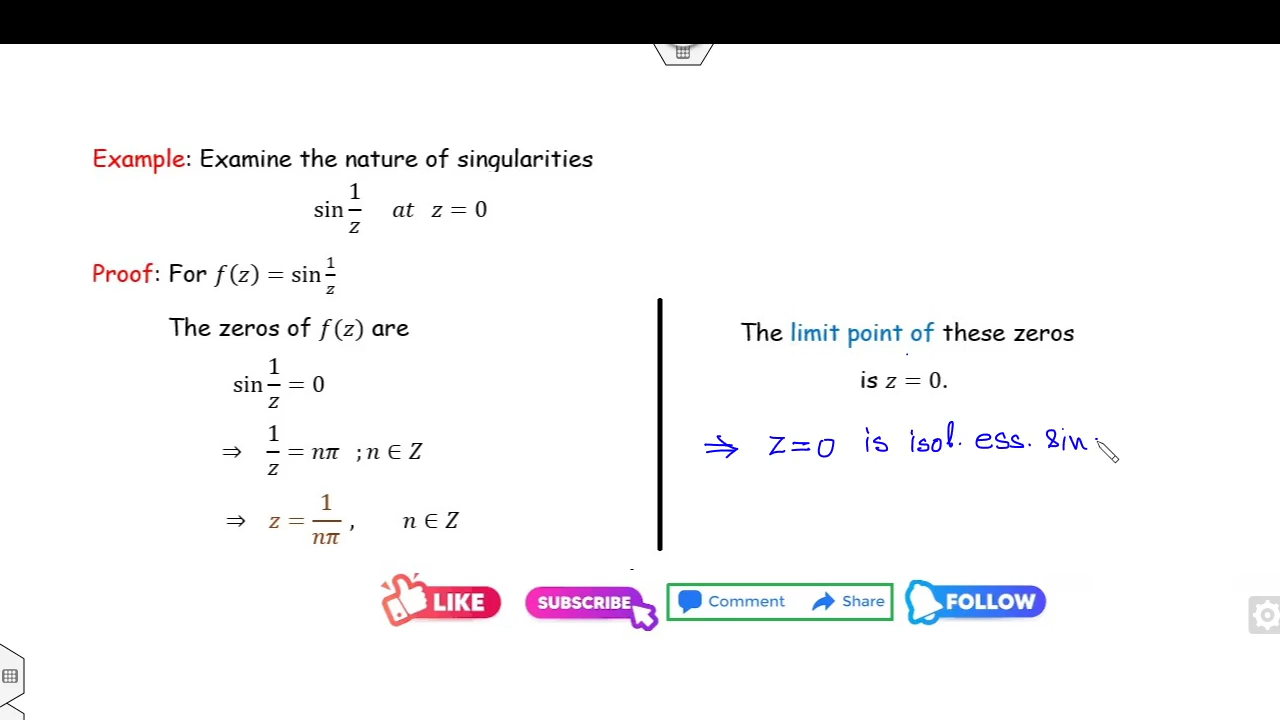 Example: Examine the nature of singularities
sin 1/z at z = 0
Proof: For f(z) = sin 1/z
The zeros of f(z) are
sin 1/z = 0
⇒ 1/z = nπ ; n ∈ Z
⇒ z = 1/nπ , n ∈ Z
The limit point of these zeros
is z = 0.
⇒ z=0 is isol. ess. sin
LIKE SUBSCRIBE Comment Share FOLLOW